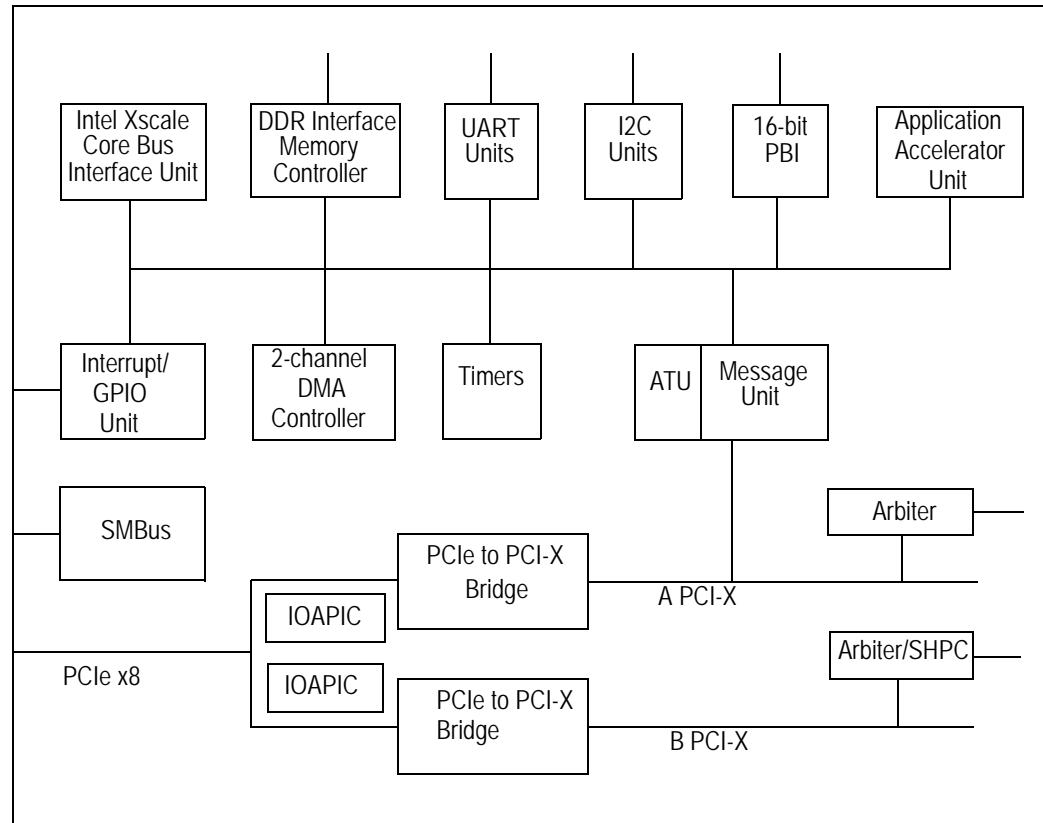 Intel Xscale
Core Bus
Interface Unit
DDR Interface
Memory
Controller
UART
Units
I2C
Units
16-bit
PBI
Application
Accelerator
Unit
Interrupt/
GPIO
Unit
2-channel
DMA
Controller
Timers
ATU
Message
Unit
SMBus
Arbiter
PCIe to PCI-X
Bridge
A PCI-X
IOAPIC
Arbiter/SHPC
PCIe x8
IOAPIC
PCIe to PCI-X
Bridge
B PCI-X